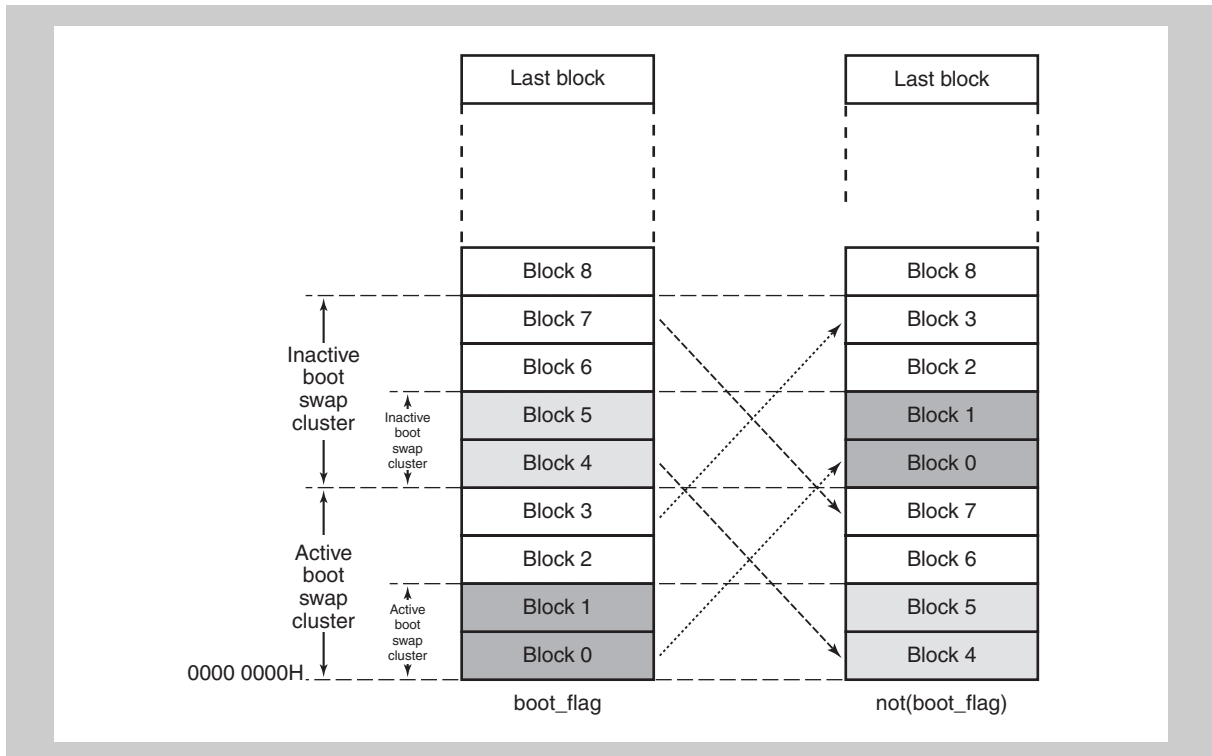 Last block
Last block
Block 8
Block 8
Block 7
Block 3
Inactive
boot
swap
cluster
Block 6
Block 2
Inactive
boot
swap
cluster
Block 5
Block 1
Block 4
Block 0
Block 3
Block 7
Active
boot
swap
cluster
Block 2
Block 6
Active
boot
swap
cluster
Block 1
Block 5
Block 0
Block 4
0000 0000H
boot_flag
not(boot_flag)